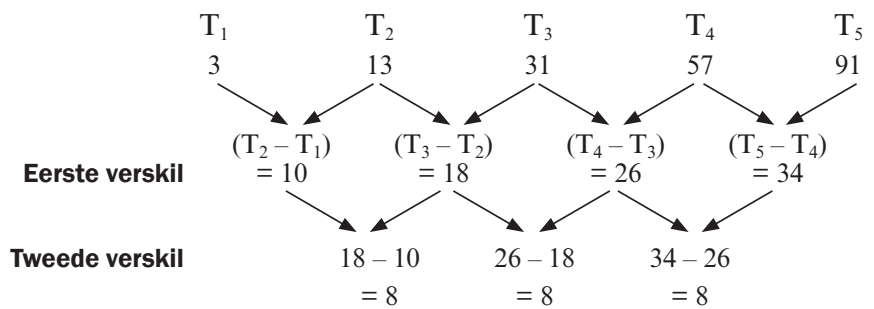 T₁ T₂ T₃ T₄ T₅
3 13 31 57 91
(T₂ – T₁) (T₃ – T₂) (T₄ – T₃) (T₅ – T₄)
Eerste verskil = 10 = 18 = 26 = 34
Tweede verskil 18 – 10 26 – 18 34 – 26
= 8 = 8 = 8